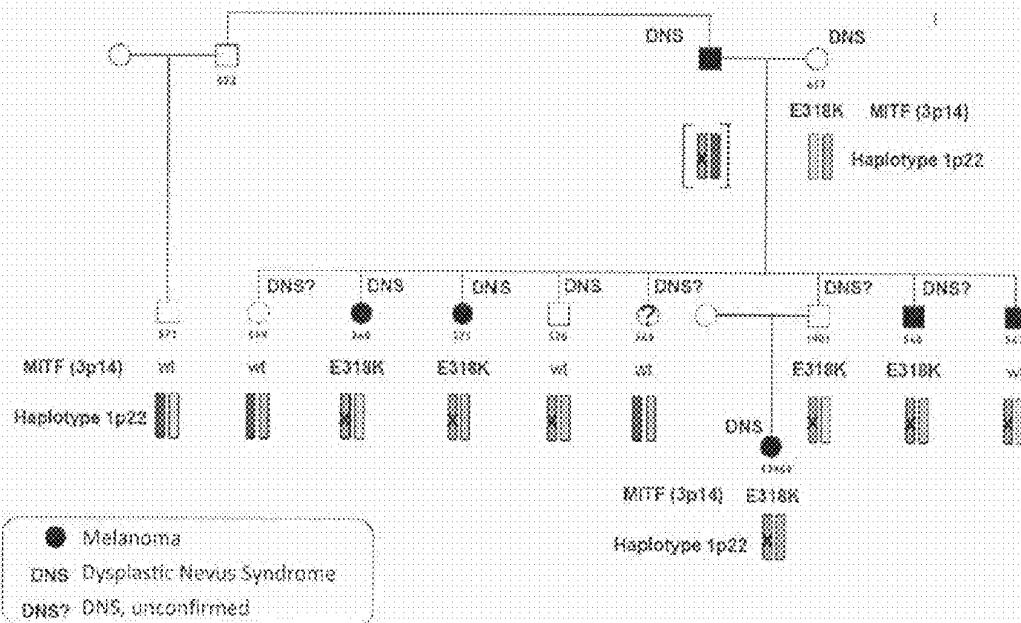 DNS DNS
E318K MITF (3p14)
Haplotype 1p22
DNS? DNS DNS DNS DNS? DNS? DNS?
?
MITF (3p14) wt wt E318K E318K wt wt E318K E318K
Haplotype 1p22
DNS
MITF (3p14) E318K
Haplotype 1p22
Melanoma
DNS Dysplastic Nevus Syndrome
DNS? DNS, unconfirmed